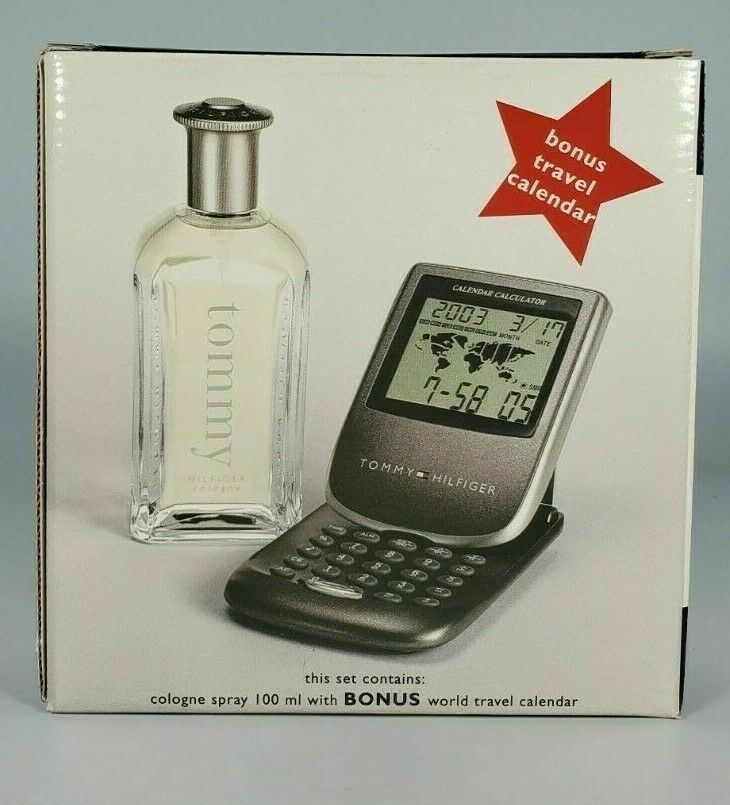 bonus
travel
calendar
tommy
HILFIGER
cologne
CALENDAR CALCULATOR
2003 3/17
MONTH DATE
7-58 05
TOMMY HILFIGER
this set contains:
cologne spray 100 ml with BONUS world travel calendar